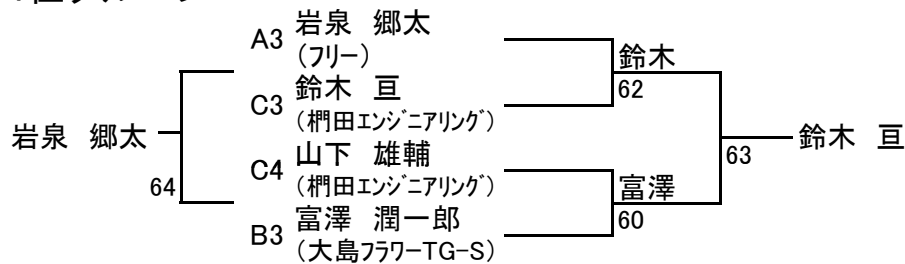 A3 岩泉 郷太
(フリー)
鈴木
C3 鈴木 亘
62
(椚田エンジニアリング)
岩泉 郷太
鈴木 亘
C4 山下 雄輔
63
(椚田エンジニアリング)
64
富澤
B3 富澤 潤一郎
60
(大島フラワーTG-S)